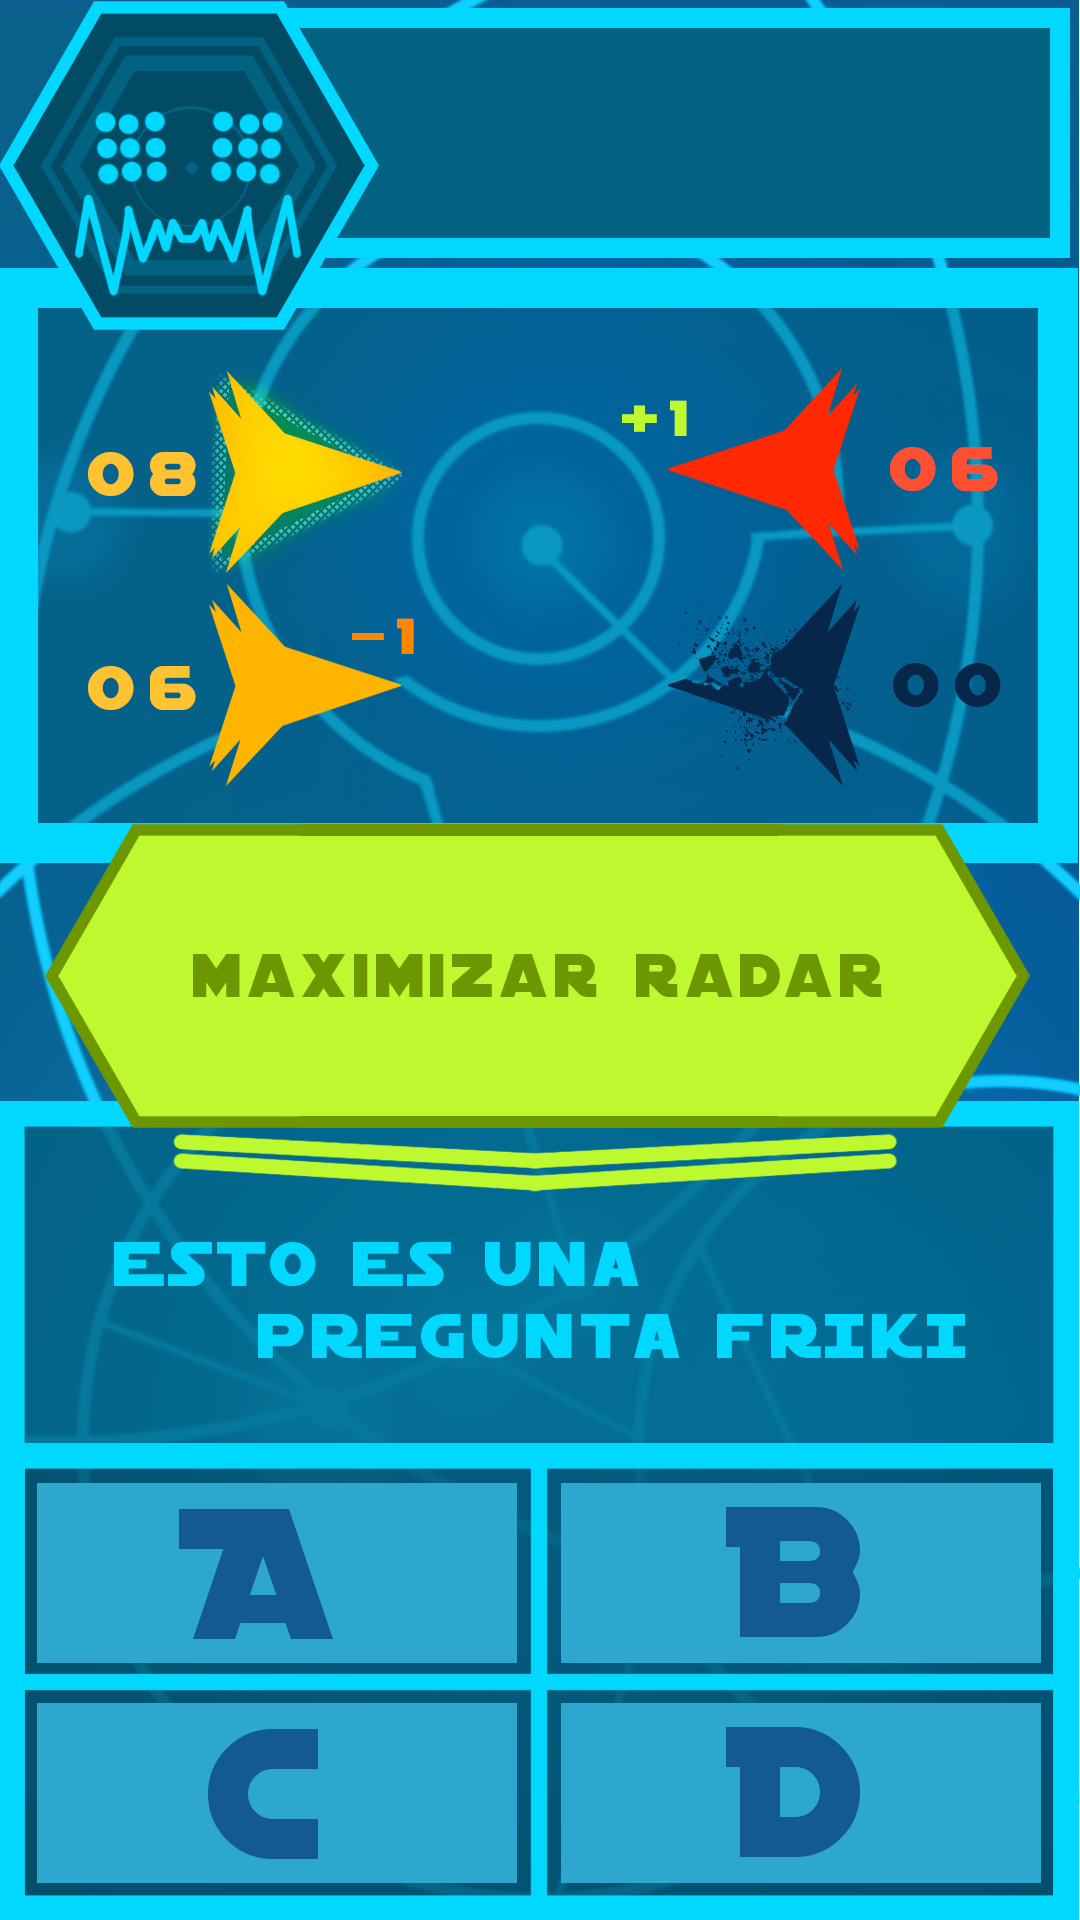 +1
08
06
-1
06
00
MAXIMIZAR RADAR
ESTO ES UNA
PREGUNTA FRIKI
A
B
C
D